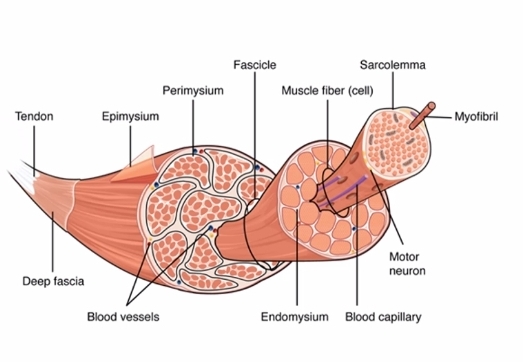 Fascicle
Sarcolemma
Perimysium
Muscle fiber (cell)
Tendon
Epimysium
Myofibril
Deep fascia
Motor
neuron
Blood vessels
Endomysium
Blood capillary